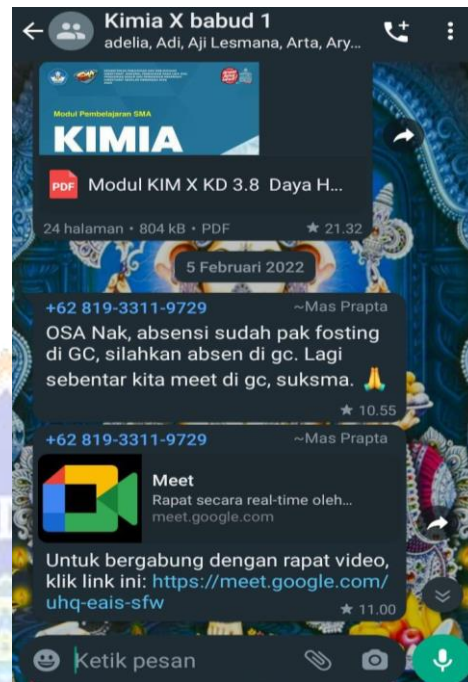 Kimia X babud 1
adelia, Adi, Aji Lesmana, Arta, Ary...
Modul Pembelajaran SMA
KIMIA
PDF Modul KIM X KD 3.8 Daya H...
24 halaman • 804 kB • PDF ★ 21.32
5 Februari 2022
+62 819-3311-9729 ~Mas Prapta
OSA Nak, absensi sudah pak fosting
di GC, silahkan absen di gc. Lagi
sebentar kita meet di gc, suksma. 🙏
★ 10.55
+62 819-3311-9729 ~Mas Prapta
Meet
Rapat secara real-time oleh...
meet.google.com
Untuk bergabung dengan rapat video,
klik link ini: https://meet.google.com/
uhq-eais-sfw
★ 11.00
Ketik pesan